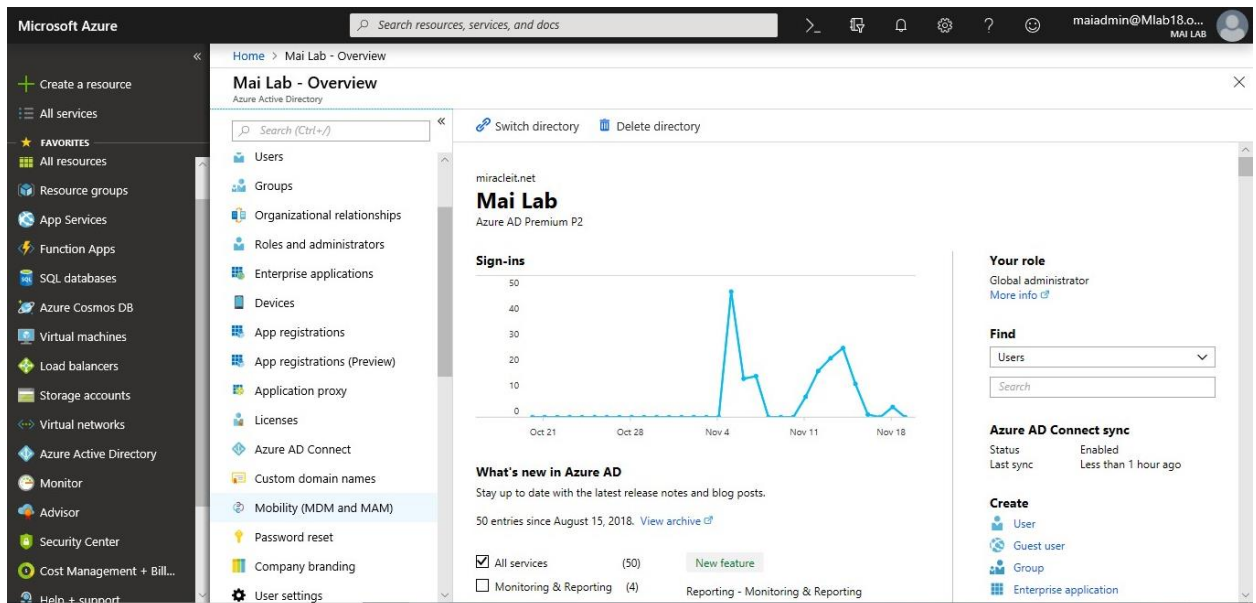 Microsoft Azure
Search resources, services, and docs
maiadmin@Mlab18.o...
MAI LAB
Create a resource
All services
FAVORITES
All resources
Resource groups
App Services
Function Apps
SQL databases
Azure Cosmos DB
Virtual machines
Load balancers
Storage accounts
Virtual networks
Azure Active Directory
Monitor
Advisor
Security Center
Cost Management + Bill...
Help + support
Home > Mai Lab - Overview
Mai Lab - Overview
Azure Active Directory
Search (Ctrl+/)
Users
Groups
Organizational relationships
Roles and administrators
Enterprise applications
Devices
App registrations
App registrations (Preview)
Application proxy
Licenses
Azure AD Connect
Custom domain names
Mobility (MDM and MAM)
Password reset
Company branding
User settings
Switch directory
Delete directory
miracleit.net
Mai Lab
Azure AD Premium P2
Sign-ins
50
40
30
20
10
0
Oct 21 Oct 28 Nov 4 Nov 11 Nov 18
What's new in Azure AD
Stay up to date with the latest release notes and blog posts.
50 entries since August 15, 2018. View archive
All services (50)
Monitoring & Reporting (4)
New feature
Reporting - Monitoring & Reporting
Your role
Global administrator
More info
Find
Users
Search
Azure AD Connect sync
Status Enabled
Last sync Less than 1 hour ago
Create
User
Guest user
Group
Enterprise application